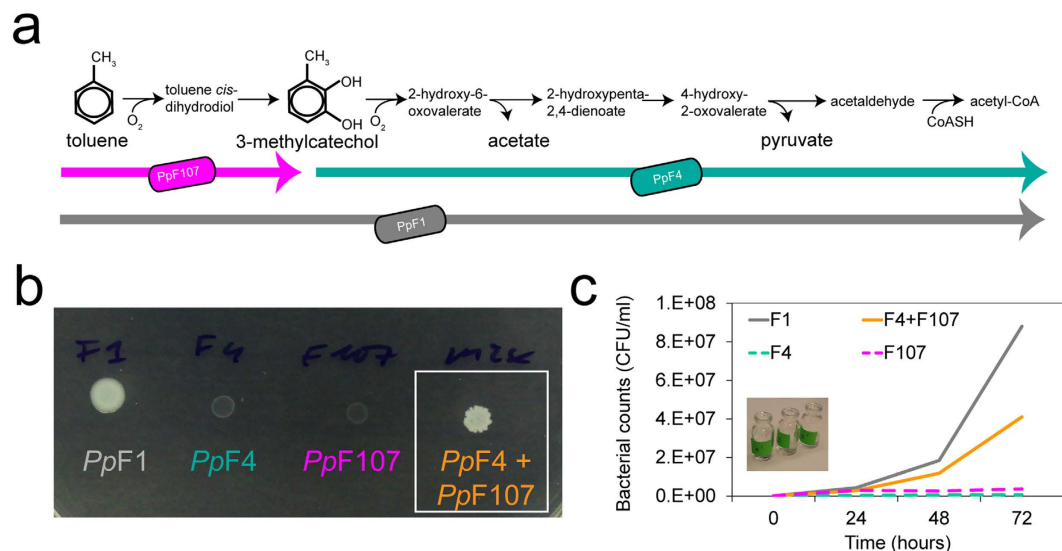 a
CH3
toluene
O2
toluene cis-
dihydrodiol
CH3
OH
OH
3-methylcatechol
O2
2-hydroxy-6-
oxovalerate
acetate
2-hydroxypenta-
2,4-dienoate
4-hydroxy-
2-oxovalerate
pyruvate
acetaldehyde
CoASH
acetyl-CoA
PpF107
PpF4
PpF1
b
F1 F4 F107 mix
PpF1
PpF4
PpF107
PpF4 +
PpF107
c
Bacterial counts (CFU/ml)
1.E+08
8.E+07
6.E+07
4.E+07
2.E+07
0.E+00
F1
F4+F107
F4
F107
0 24 48 72
Time (hours)